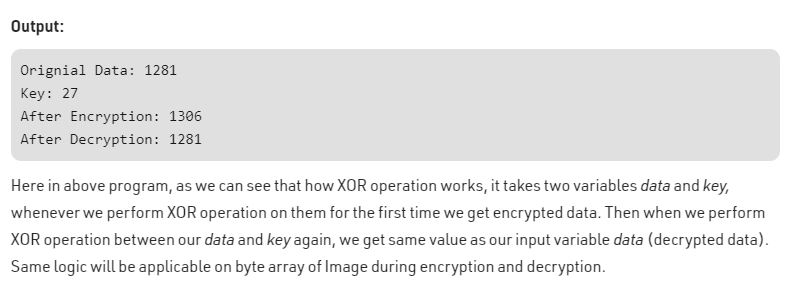 Output:
Orignial Data: 1281
Key: 27
After Encryption: 1306
After Decryption: 1281
Here in above program, as we can see that how XOR operation works, it takes two variables data and key,
whenever we perform XOR operation on them for the first time we get encrypted data. Then when we perform
XOR operation between our data and key again, we get same value as our input variable data (decrypted data).
Same logic will be applicable on byte array of Image during encryption and decryption.